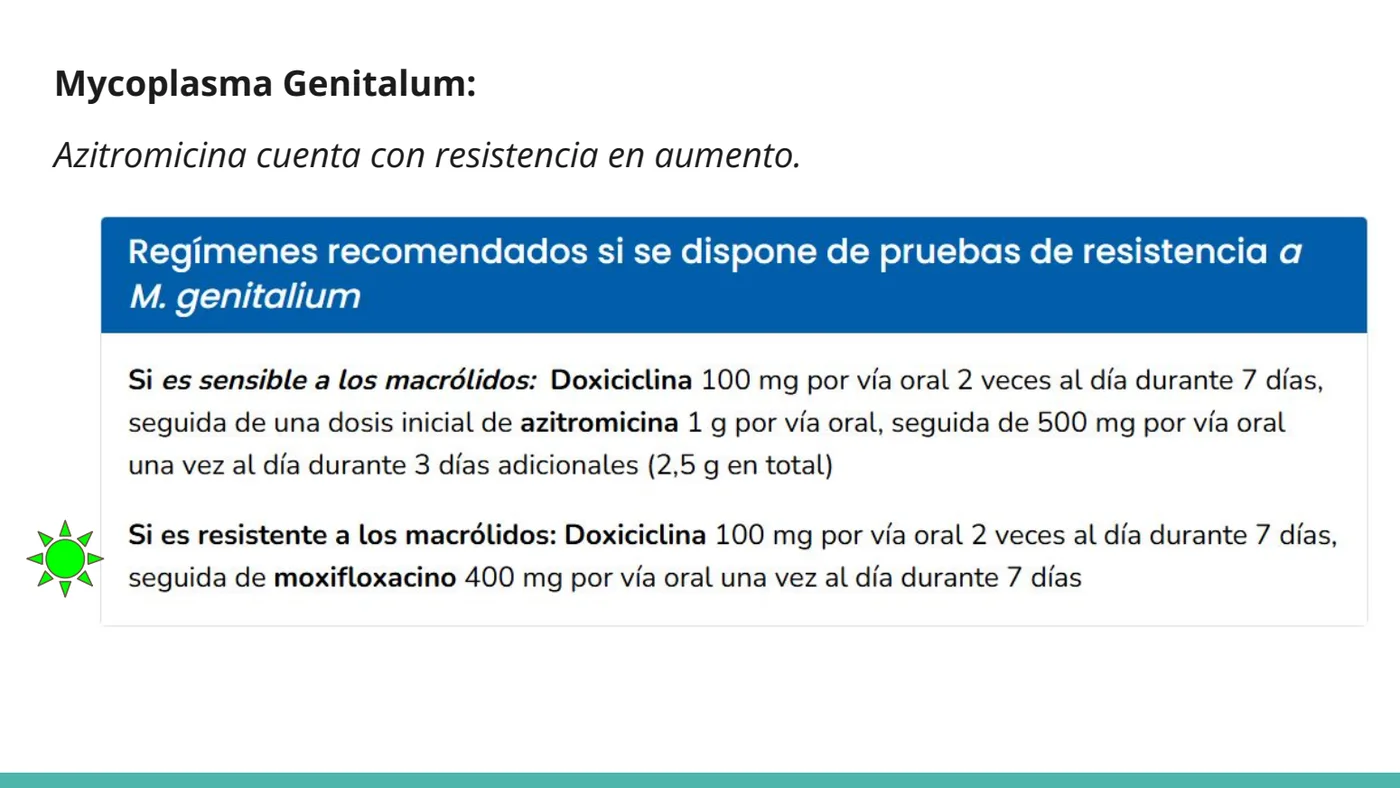 Mycoplasma Genitalum:
Azitromicina cuenta con resistencia en aumento.
Regímenes recomendados si se dispone de pruebas de resistencia a
M. genitalium
Si es sensible a los macrólidos: Doxiciclina 100 mg por vía oral 2 veces al día durante 7 días,
seguida de una dosis inicial de azitromicina 1 g por vía oral, seguida de 500 mg por vía oral
una vez al día durante 3 días adicionales (2,5 g en total)
Si es resistente a los macrólidos: Doxiciclina 100 mg por vía oral 2 veces al día durante 7 días,
seguida de moxifloxacino 400 mg por vía oral una vez al día durante 7 días